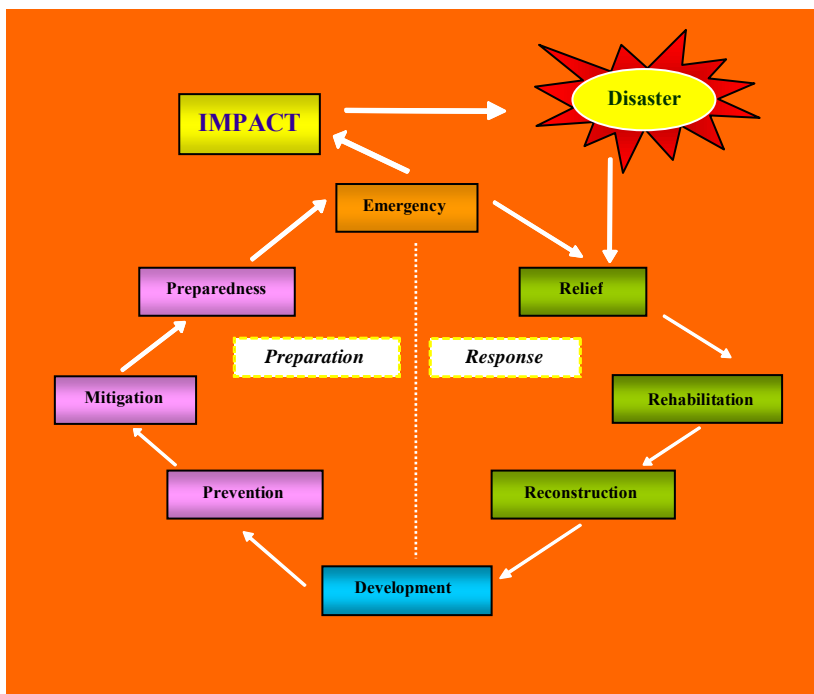 Disaster
IMPACT
Emergency
Preparedness
Relief
Preparation
Response
Mitigation
Rehabilitation
Prevention
Reconstruction
Development